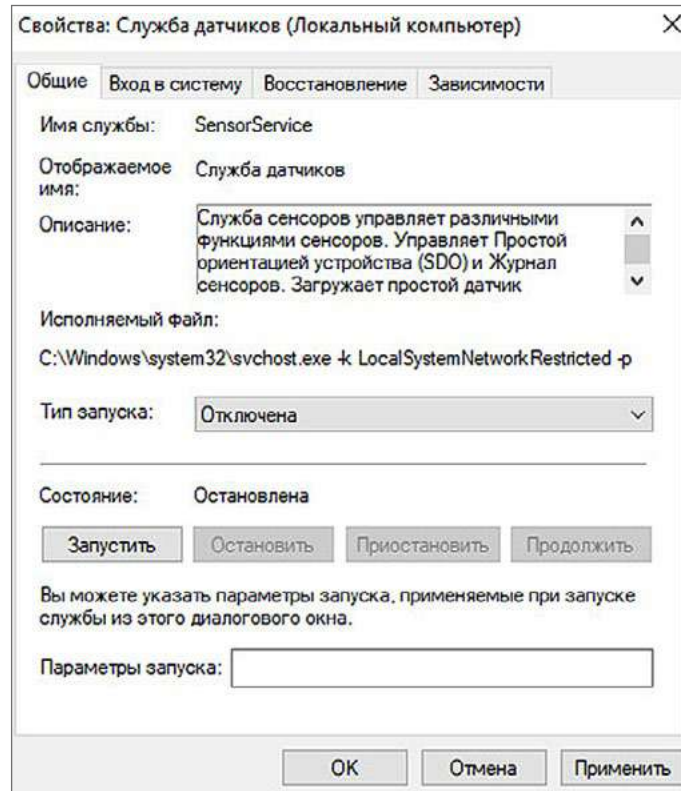 Свойства: Служба датчиков (Локальный компьютер)
Общие Вход в систему Восстановление Зависимости
Имя службы: SensorService
Отображаемое
имя: Служба датчиков
Описание: Служба сенсоров управляет различными
функциями сенсоров. Управляет Простой
ориентацией устройства (SDO) и Журнал
сенсоров. Загружает простой датчик
Исполняемый файл:
C:\Windows\system32\svchost.exe -k LocalSystemNetworkRestricted -p
Тип запуска: Отключена
Состояние: Остановлена
Запустить Остановить Приостановить Продолжить
Вы можете указать параметры запуска, применяемые при запуске
службы из этого диалогового окна.
Параметры запуска:
OK Отмена Применить